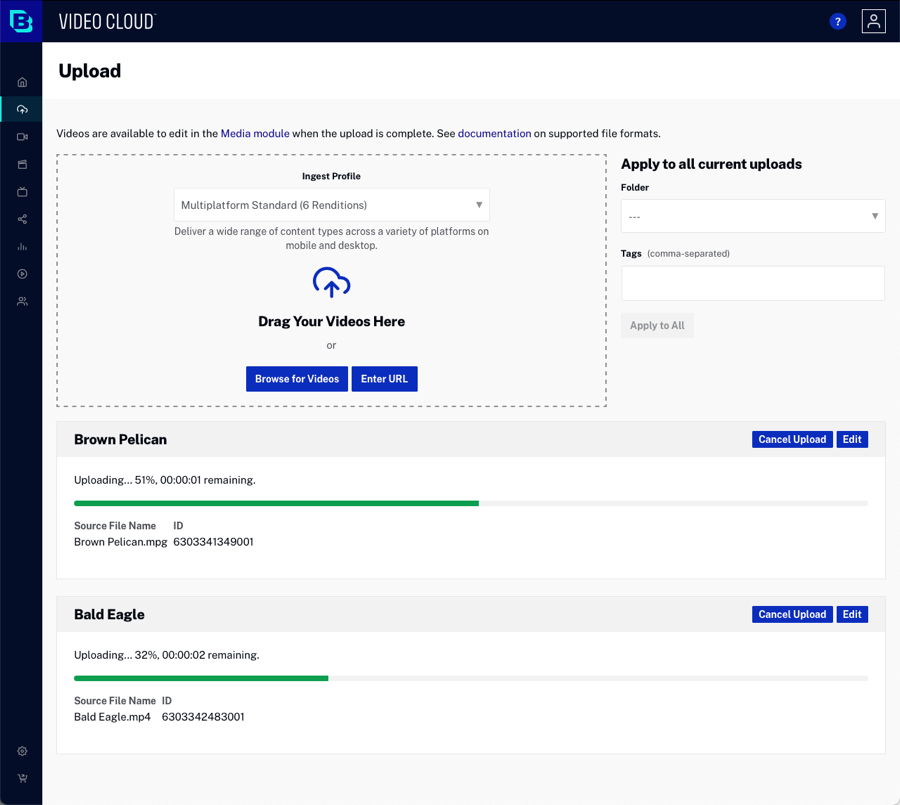 VIDEO CLOUD
?
Upload
Videos are available to edit in the Media module when the upload is complete. See documentation on supported file formats.
Ingest Profile
Multiplatform Standard (6 Renditions)
Deliver a wide range of content types across a variety of platforms on
mobile and desktop.
Drag Your Videos Here
or
Browse for Videos
Enter URL
Apply to all current uploads
Folder
---
Tags (comma-separated)
Apply to All
Brown Pelican
Cancel Upload
Edit
Uploading... 51%, 00:00:01 remaining.
Source File Name ID
Brown Pelican.mpg 6303341349001
Bald Eagle
Cancel Upload
Edit
Uploading... 32%, 00:00:02 remaining.
Source File Name ID
Bald Eagle.mp4 6303342483001